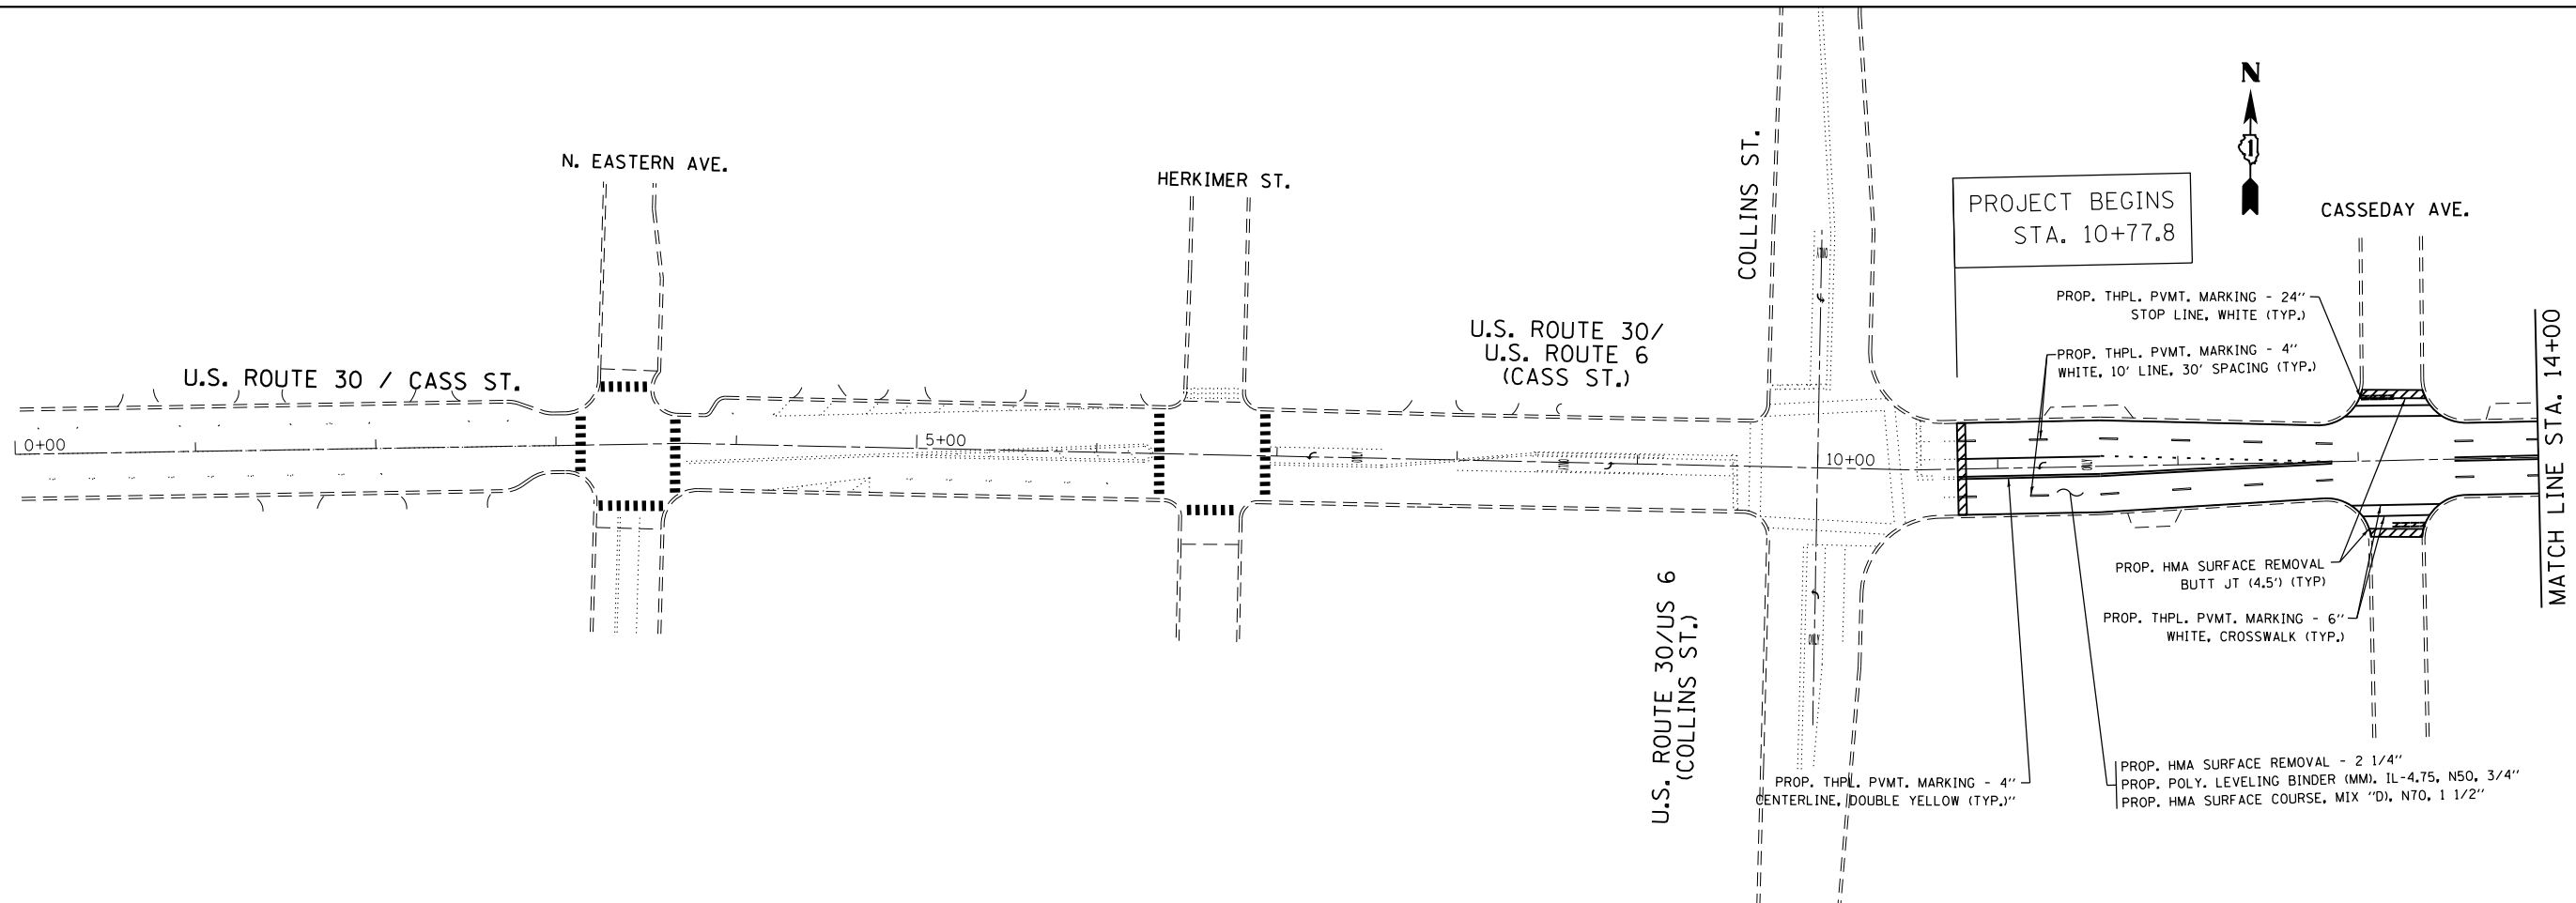 N
1
N. EASTERN AVE.
HERKIMER ST.
COLLINS ST.
PROJECT BEGINS
STA. 10+77.8
CASSEDAY AVE.
PROP. THPL. PVMT. MARKING - 24"
STOP LINE, WHITE (TYP.)
PROP. THPL. PVMT. MARKING - 4"
WHITE, 10' LINE, 30' SPACING (TYP.)
U.S. ROUTE 30/
U.S. ROUTE 6
(CASS ST.)
U.S. ROUTE 30 / CASS ST.
0+00
5+00
10+00
ONLY
ONLY
ONLY
ONLY
ONLY
MATCH LINE STA. 14+00
PROP. HMA SURFACE REMOVAL
BUTT JT (4.5') (TYP)
PROP. THPL. PVMT. MARKING - 6"
WHITE, CROSSWALK (TYP.)
U.S. ROUTE 30/US 6
(COLLINS ST.)
PROP. THPL. PVMT. MARKING - 4"
CENTERLINE, DOUBLE YELLOW (TYP.)"
PROP. HMA SURFACE REMOVAL - 2 1/4"
PROP. POLY. LEVELING BINDER (MM), IL-4.75, N50, 3/4"
PROP. HMA SURFACE COURSE, MIX "D), N70, 1 1/2"